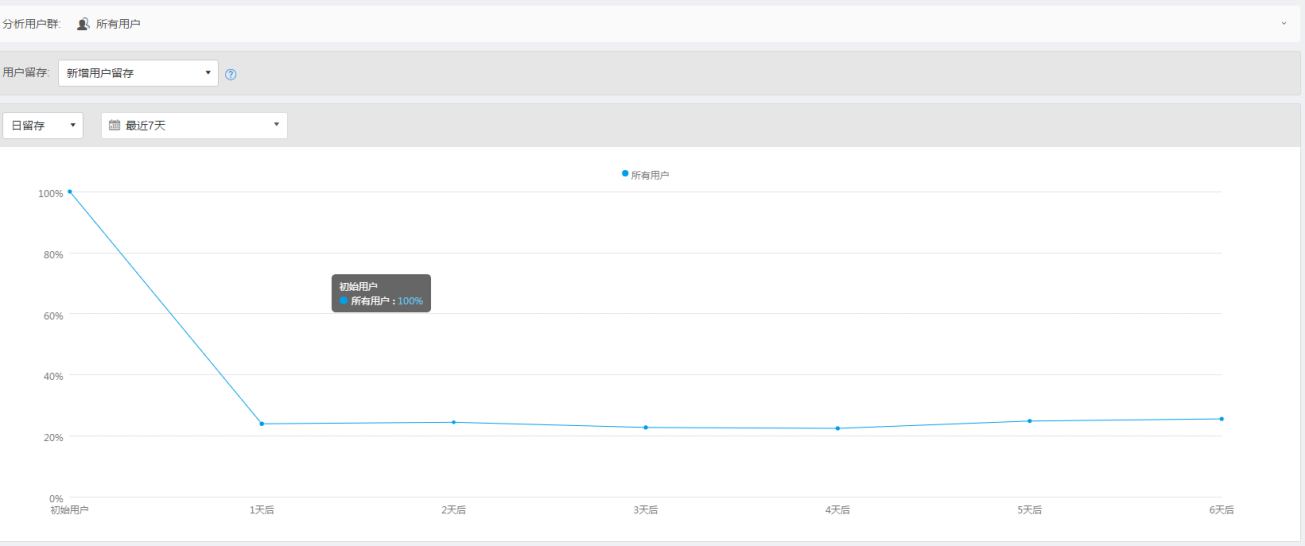 分析用户群: 所有用户
用户留存: 新增用户留存 ?
日留存 最近7天
所有用户
100%
80%
初始用户
所有用户 : 100%
60%
40%
20%
0%
初始用户 1天后 2天后 3天后 4天后 5天后 6天后